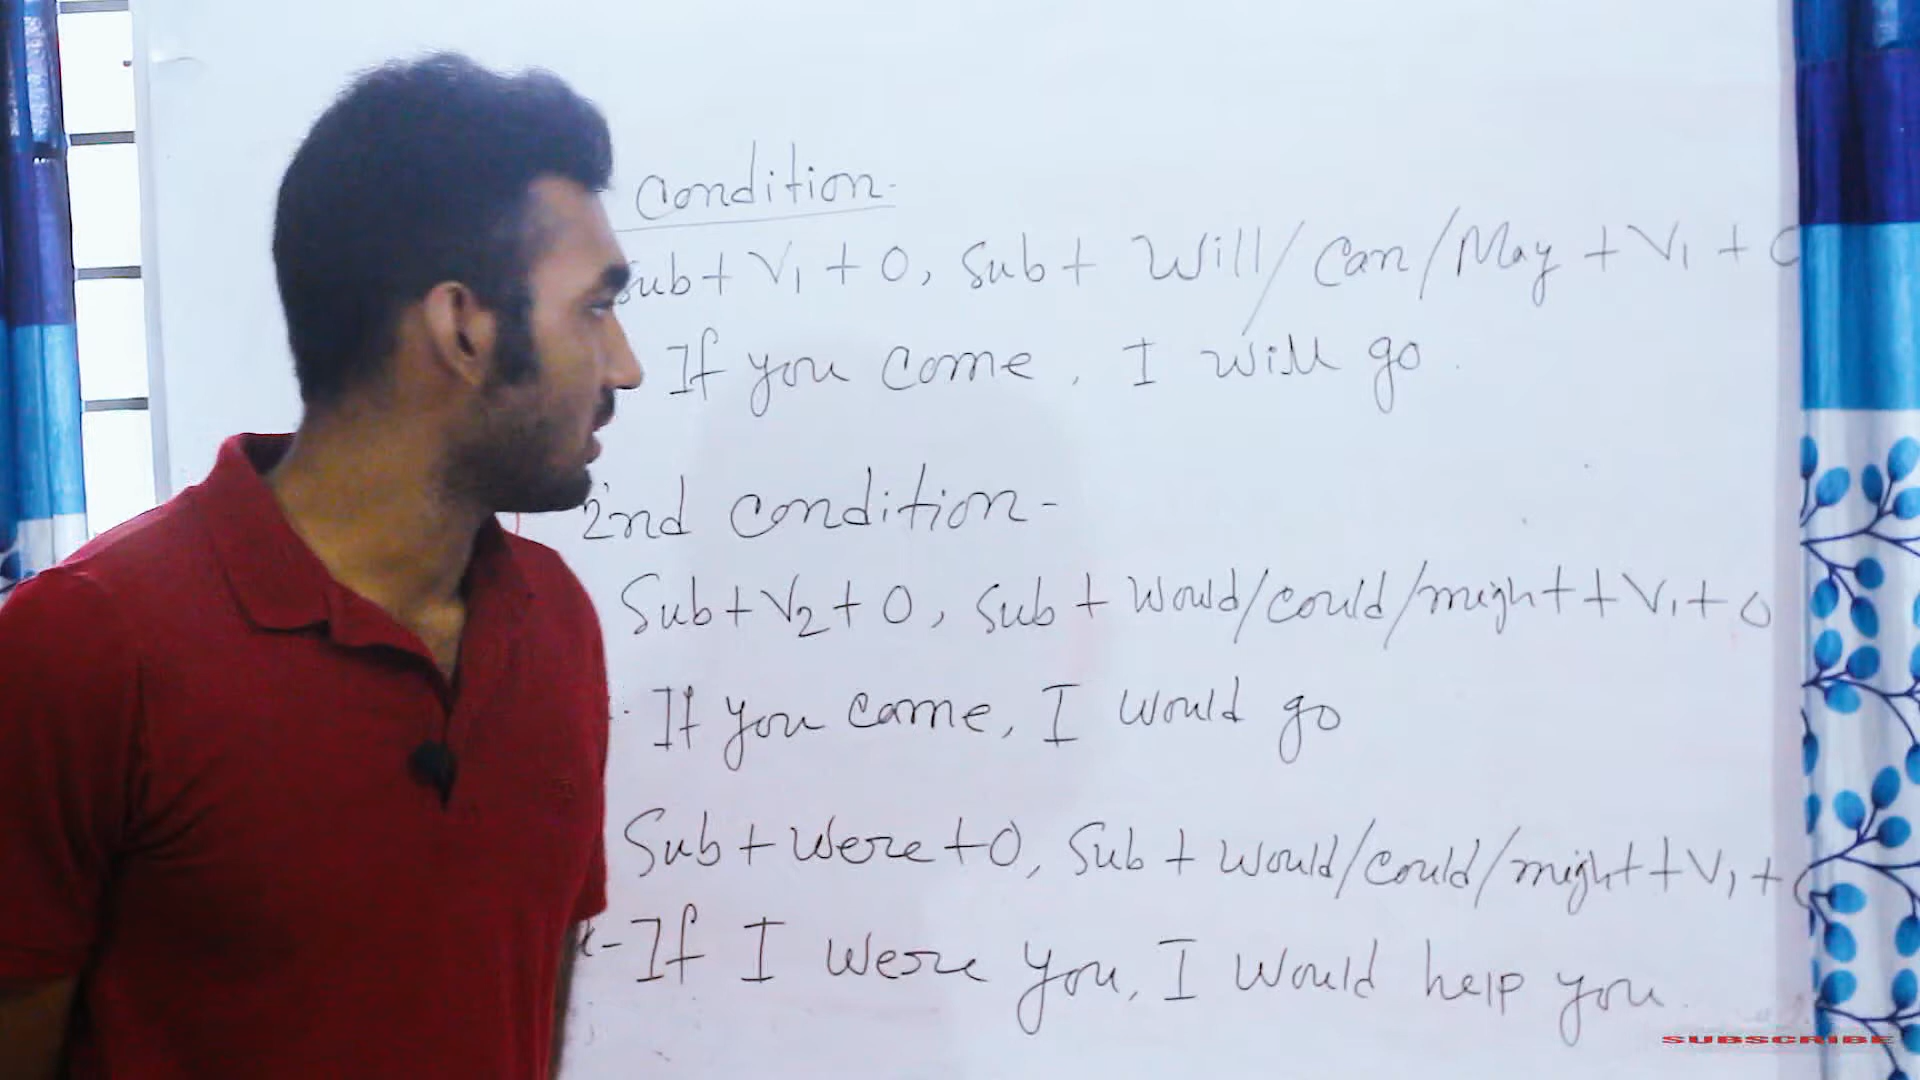 Condition-
Sub + V1 + O, Sub + Will/Can/May + V1 +
If you come, I will go.
2nd condition-
Sub + V2 + O, Sub + Would/could/might + V1 + O
If you came, I would go
Sub + Were + O, Sub + Would/could/might + V1 +
If I were you, I would help you.
SUBSCRIBE